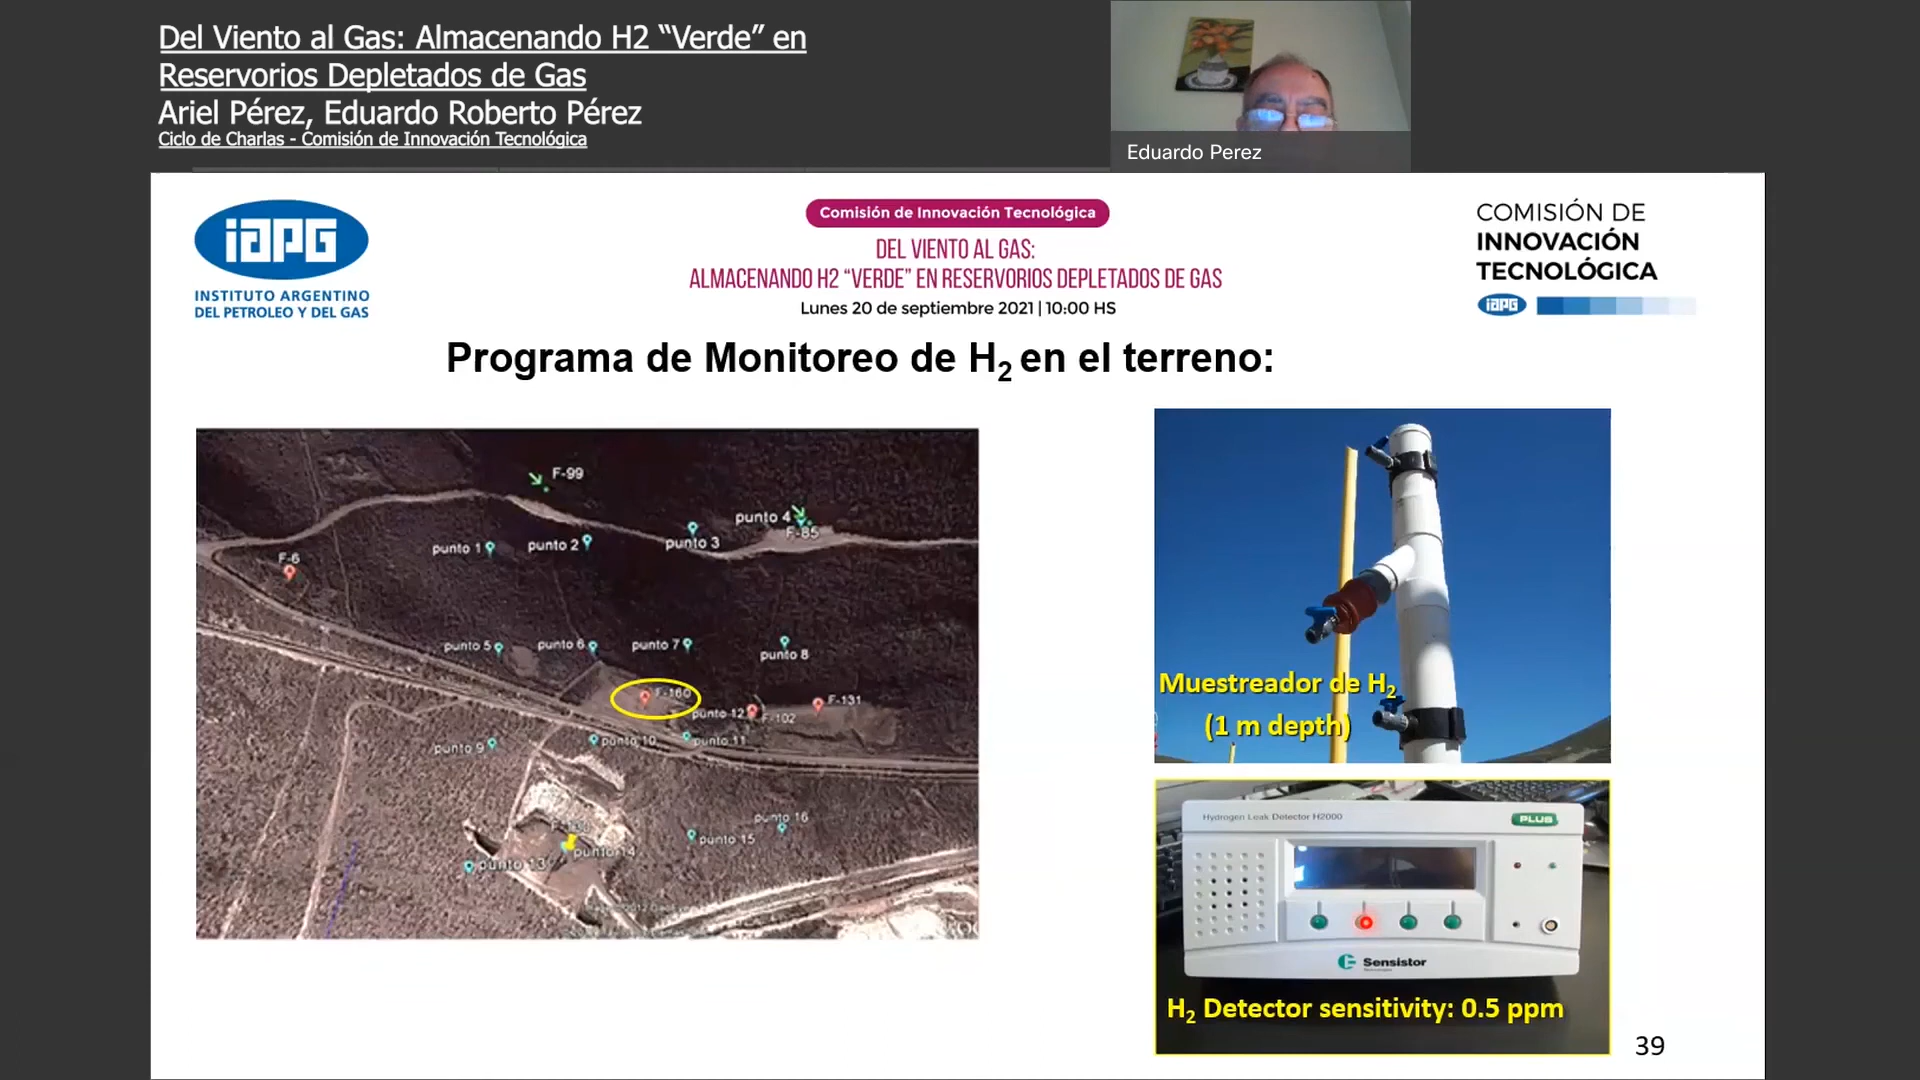 Del Viento al Gas: Almacenando H2 “Verde” en
Reservorios Depletados de Gas
Ariel Pérez, Eduardo Roberto Pérez
Ciclo de Charlas - Comisión de Innovación Tecnológica
Eduardo Perez
iapg
INSTITUTO ARGENTINO
DEL PETROLEO Y DEL GAS
Comisión de Innovación Tecnológica
DEL VIENTO AL GAS:
ALMACENANDO H2 “VERDE” EN RESERVORIOS DEPLETADOS DE GAS
Lunes 20 de septiembre 2021 | 10:00 HS
COMISIÓN DE
INNOVACIÓN
TECNOLÓGICA
iapg
Programa de Monitoreo de H2 en el terreno:
F-99
punto 4
F-85
punto 1
punto 2
punto 3
F-6
punto 5
punto 6
punto 7
punto 8
F-160
F-131
punto 12
F-102
punto 9
punto 10
punto 11
punto 16
punto 15
punto 14
punto 13
Muestreador de H2
(1 m depth)
Hydrogen Leak Detector H2000
PLUS
Sensistor
H2 Detector sensitivity: 0.5 ppm
39